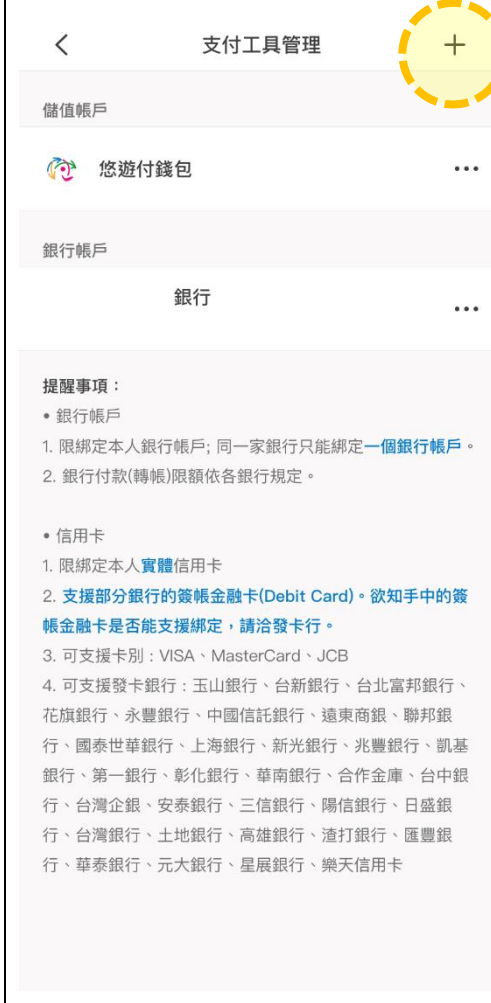 支付工具管理
儲值帳戶
悠遊付錢包
銀行帳戶
銀行
提醒事項：
• 銀行帳戶
1. 限綁定本人銀行帳戶; 同一家銀行只能綁定一個銀行帳戶。
2. 銀行付款(轉帳)限額依各銀行規定。
• 信用卡
1. 限綁定本人實體信用卡
2. 支援部分銀行的簽帳金融卡(Debit Card)。欲知手中的簽
帳金融卡是否能支援綁定，請洽發卡行。
3. 可支援卡別：VISA、MasterCard、JCB
4. 可支援發卡銀行：玉山銀行、台新銀行、台北富邦銀行、
花旗銀行、永豐銀行、中國信託銀行、遠東商銀、聯邦銀
行、國泰世華銀行、上海銀行、新光銀行、兆豐銀行、凱基
銀行、第一銀行、彰化銀行、華南銀行、合作金庫、台中銀
行、台灣企銀、安泰銀行、三信銀行、陽信銀行、日盛銀
行、台灣銀行、土地銀行、高雄銀行、渣打銀行、匯豐銀
行、華泰銀行、元大銀行、星展銀行、樂天信用卡